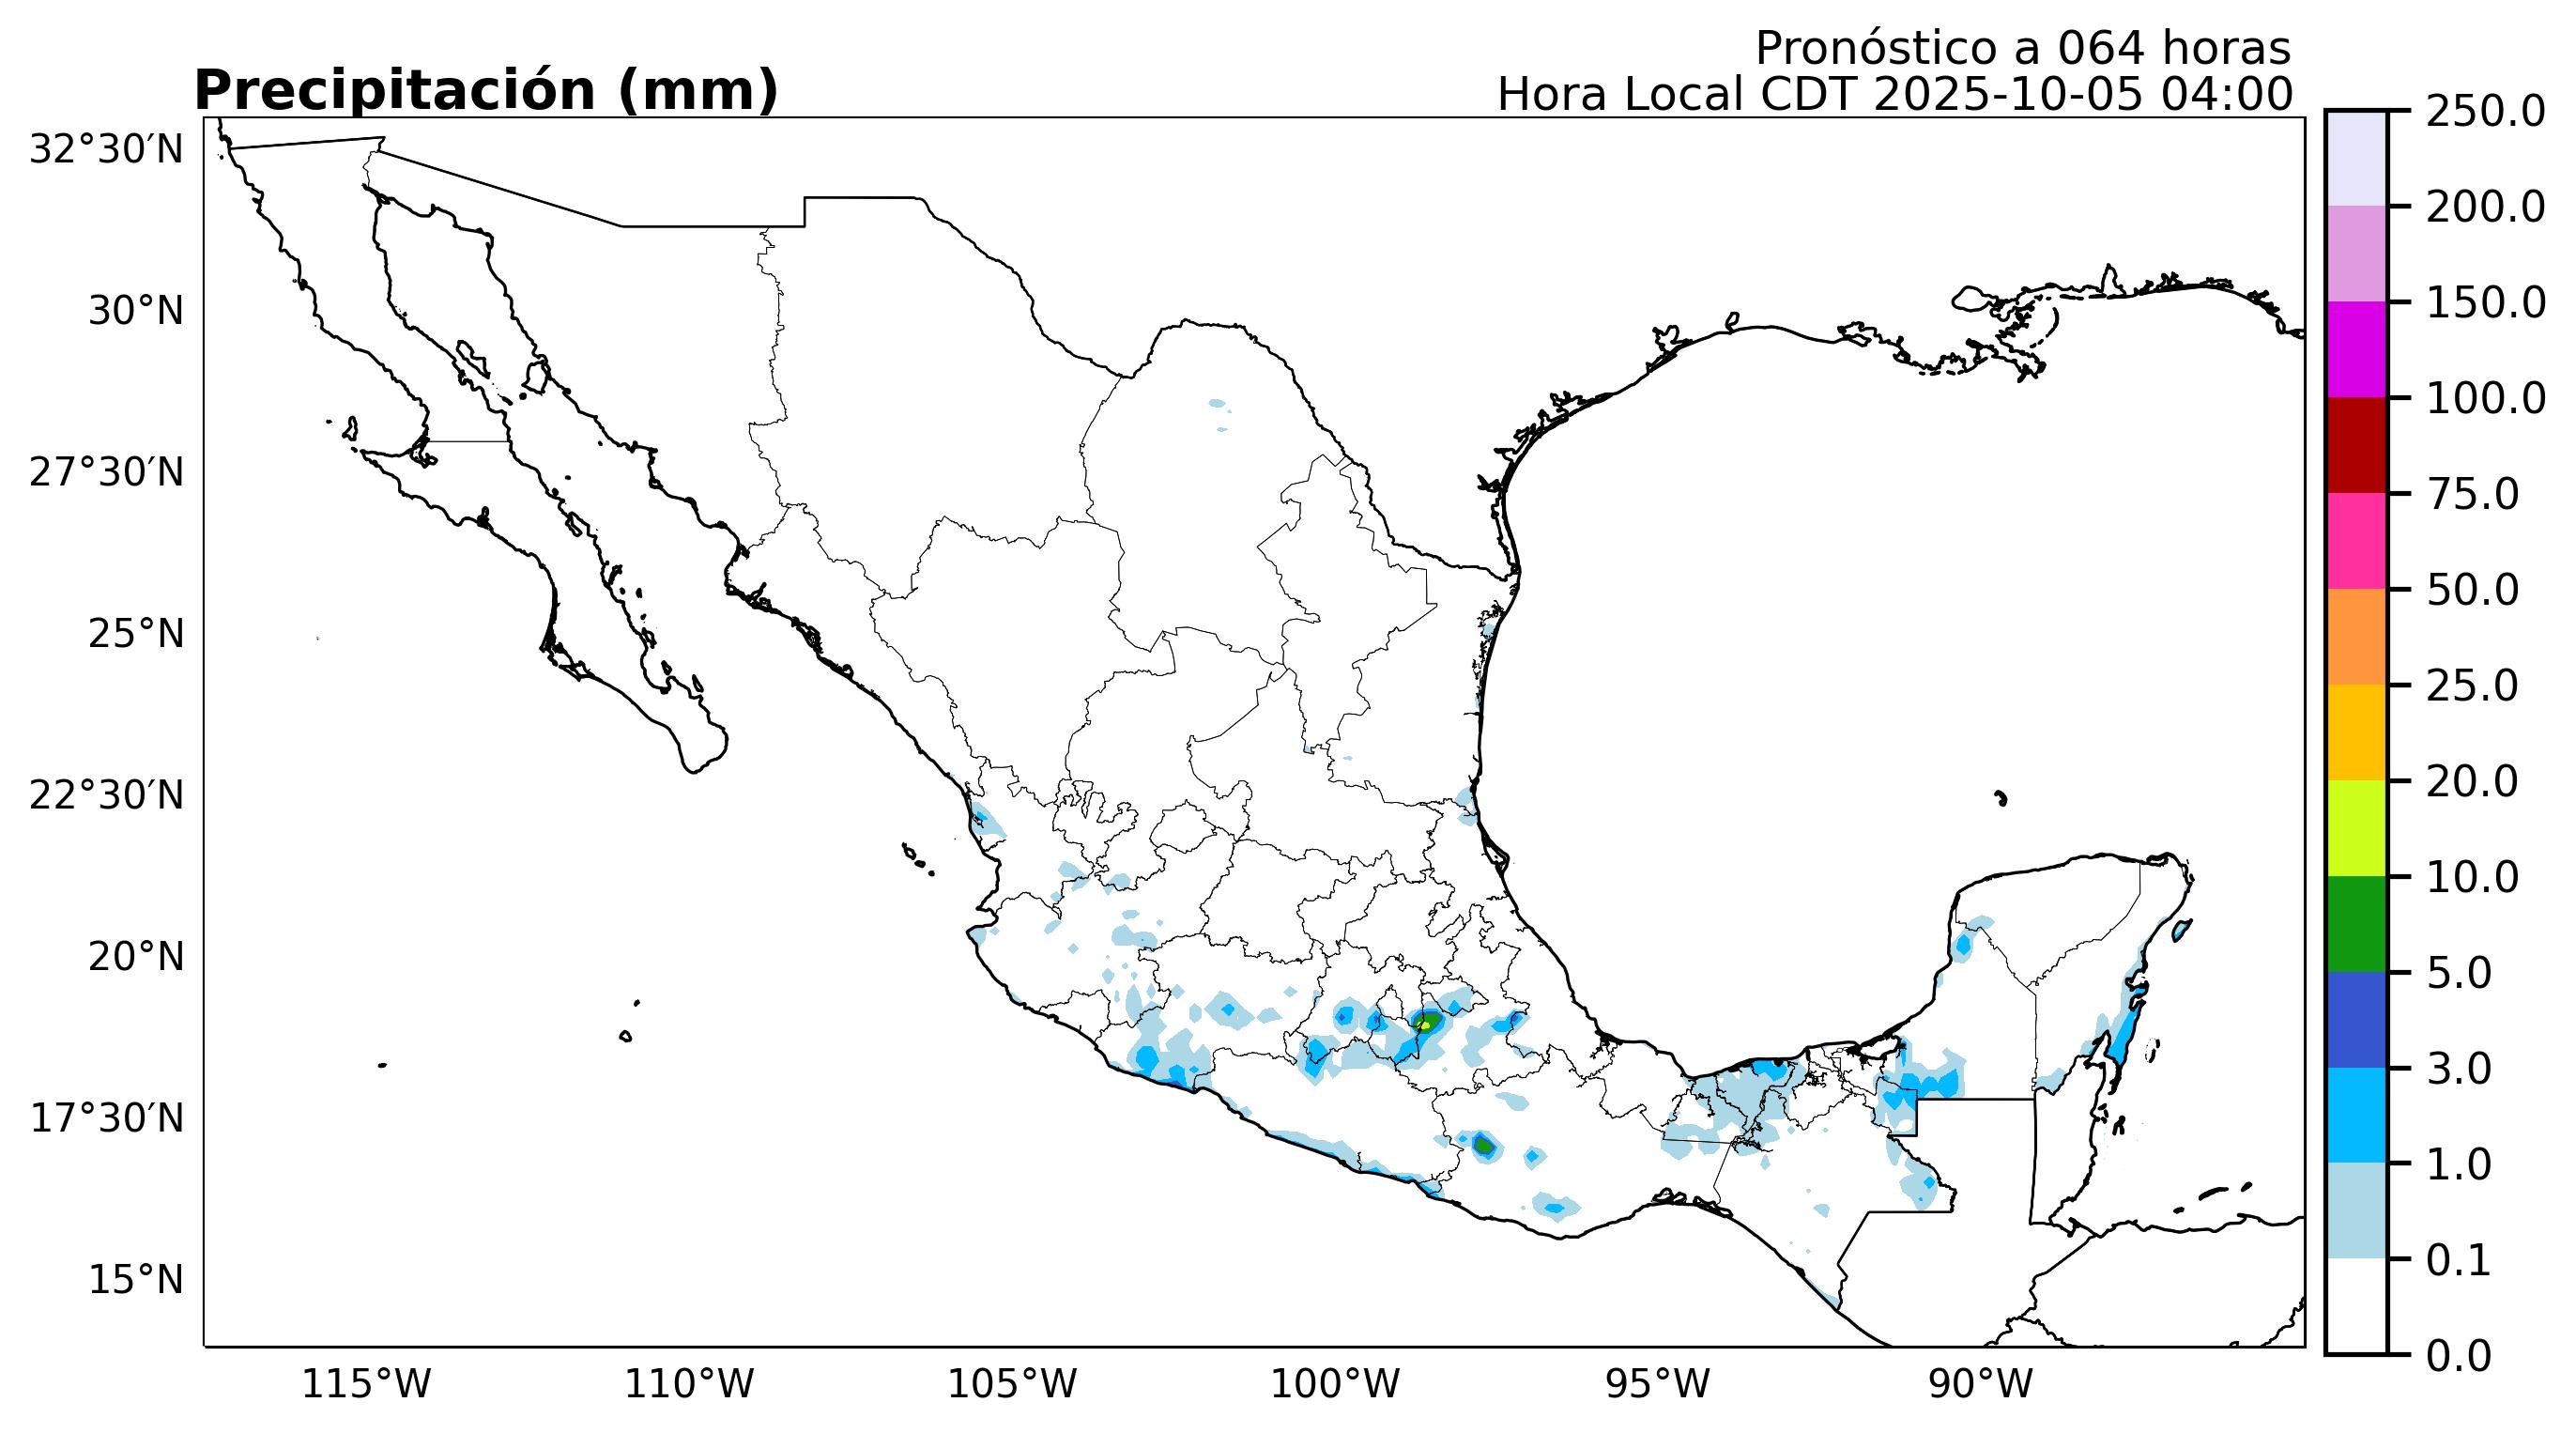 Pronóstico a 064 horas
Precipitación (mm)
Hora Local CDT 2025-10-05 04:00
32°30′N
30°N
27°30′N
25°N
22°30′N
20°N
17°30′N
15°N
115°W
110°W
105°W
100°W
95°W
90°W
250.0
200.0
150.0
100.0
75.0
50.0
25.0
20.0
10.0
5.0
3.0
1.0
0.1
0.0